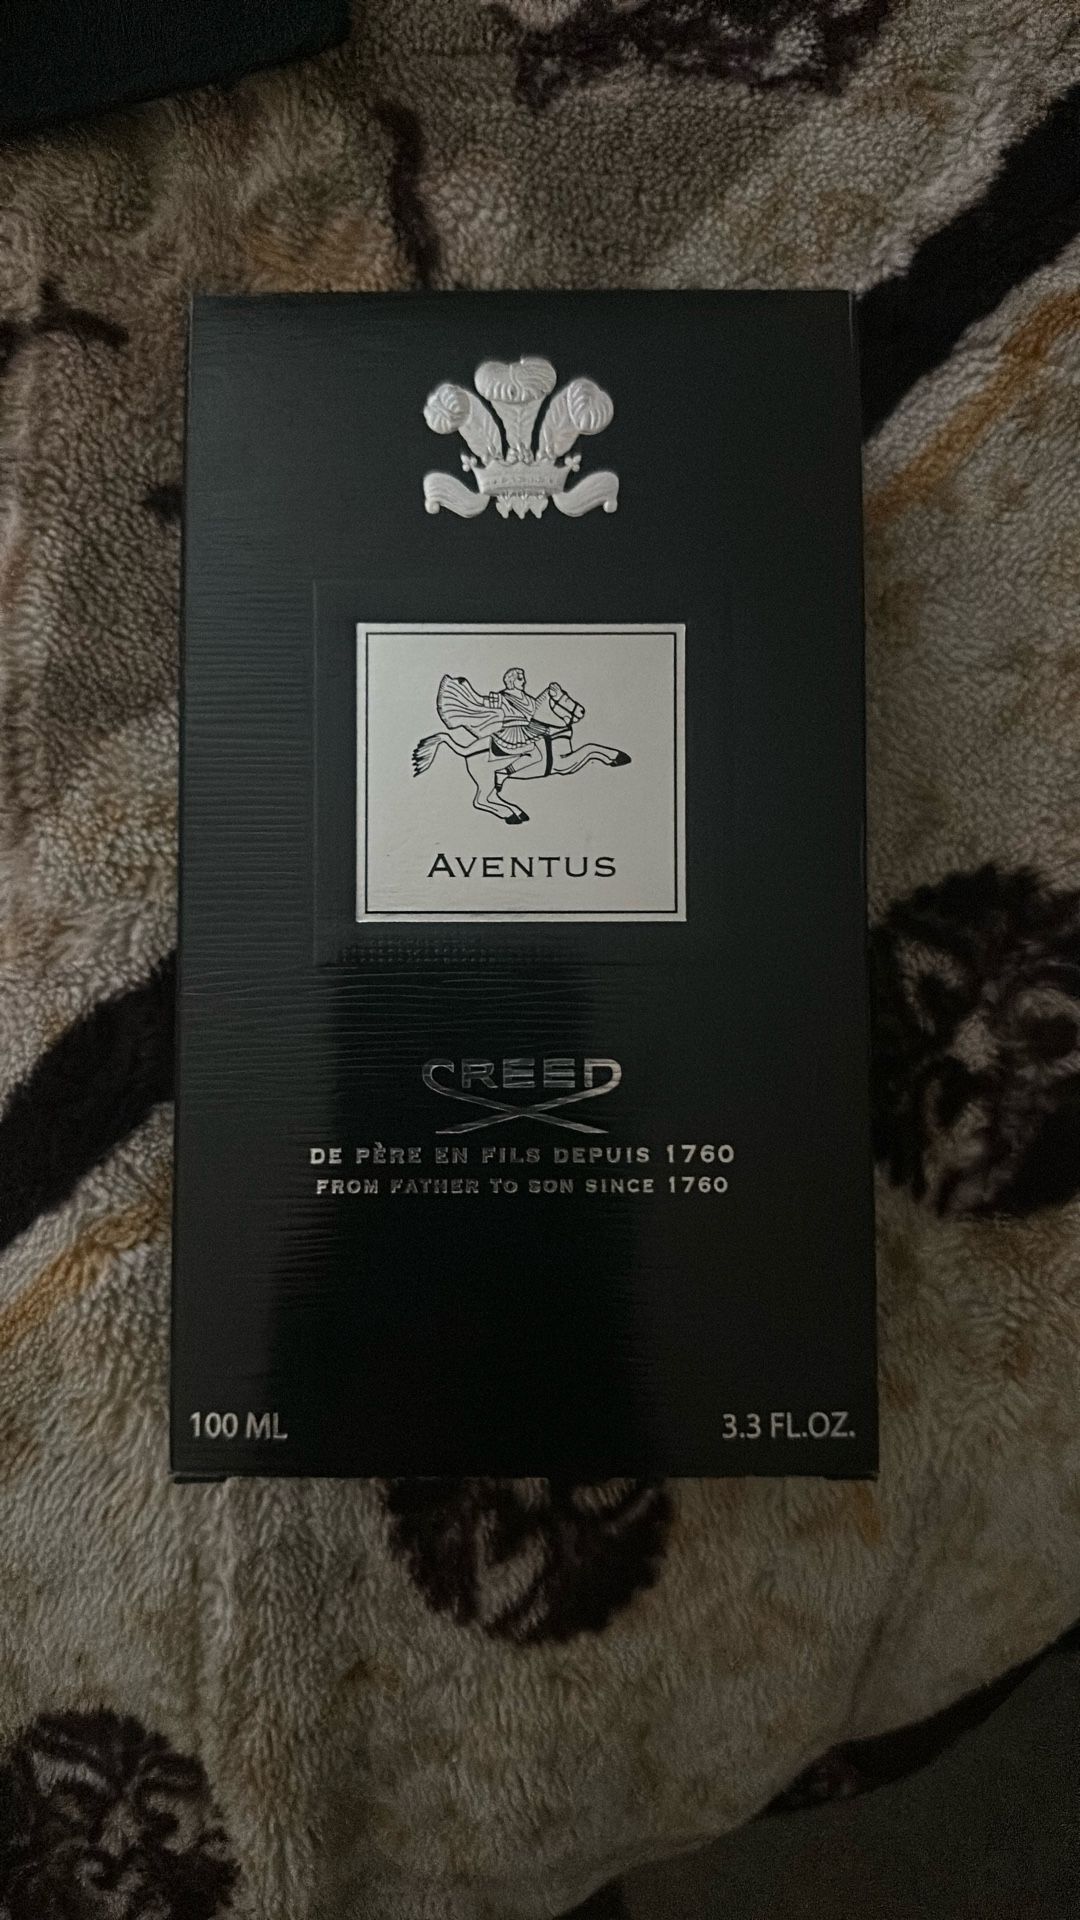 AVENTUS
CREED
DE PÈRE EN FILS DEPUIS 1760
FROM FATHER TO SON SINCE 1760
100 ML
3.3 FL.OZ.